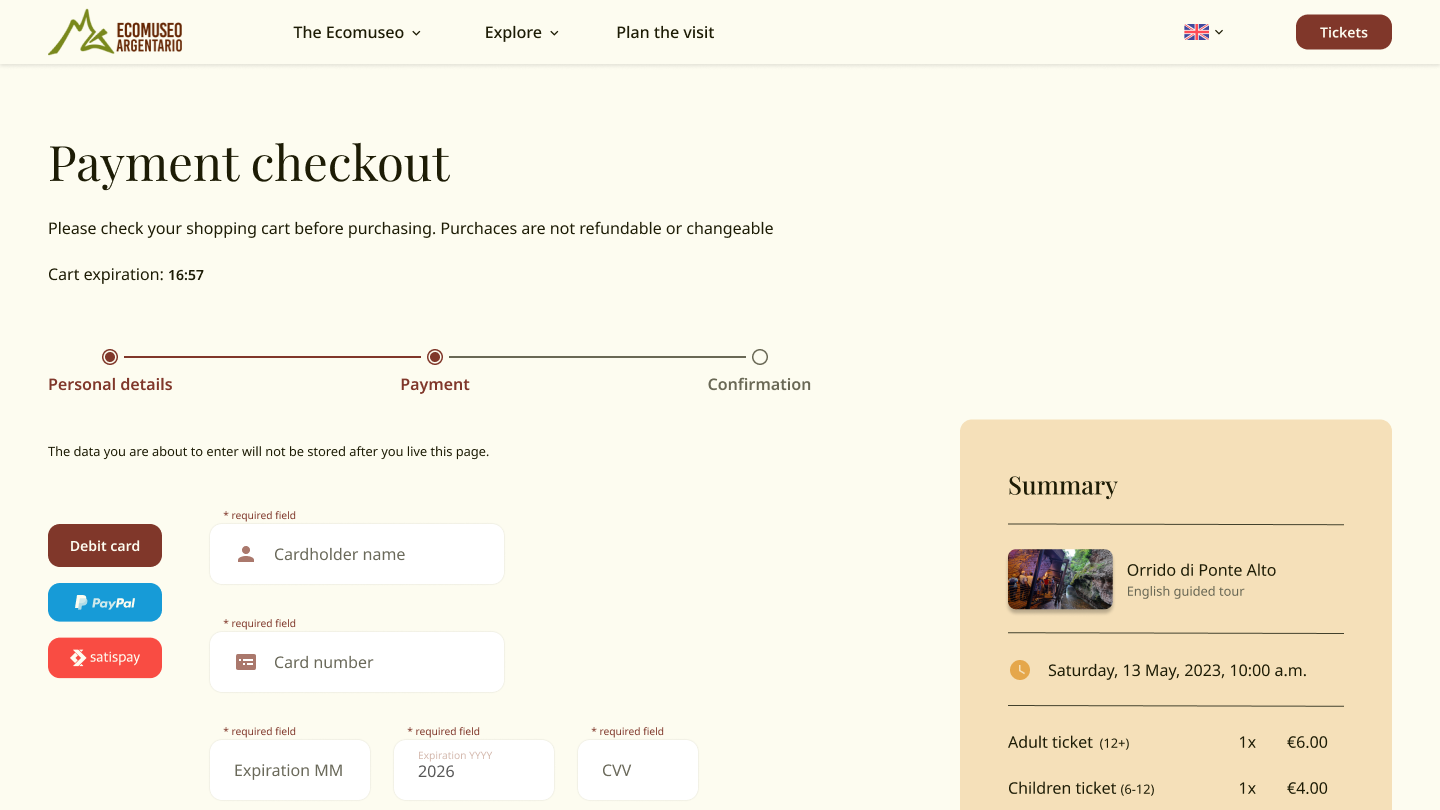 ECOMUSEO
ARGENTARIO
The Ecomuseo
Explore
Plan the visit
Tickets
Payment checkout
Please check your shopping cart before purchasing. Purchaces are not refundable or changeable
Cart expiration: 16:57
Personal details
Payment
Confirmation
The data you are about to enter will not be stored after you live this page.
Debit card
PayPal
satispay
* required field
Cardholder name
* required field
Card number
* required field
Expiration MM
* required field
Expiration YYYY
2026
* required field
CVV
Summary
Orrido di Ponte Alto
English guided tour
Saturday, 13 May, 2023, 10:00 a.m.
Adult ticket (12+) 1x €6.00
Children ticket (6-12) 1x €4.00